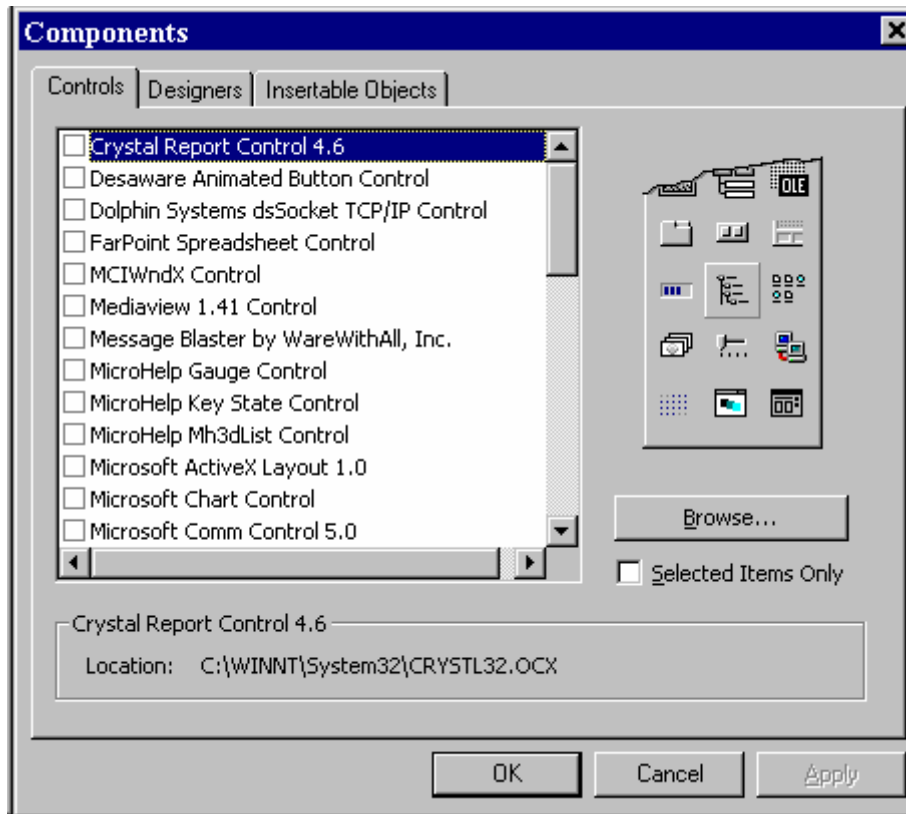 Components
Controls Designers Insertable Objects
Crystal Report Control 4.6
Desaware Animated Button Control
Dolphin Systems dsSocket TCP/IP Control
FarPoint Spreadsheet Control
MCIWndX Control
Mediaview 1.41 Control
Message Blaster by WareWithAll, Inc.
MicroHelp Gauge Control
MicroHelp Key State Control
MicroHelp Mh3dList Control
Microsoft ActiveX Layout 1.0
Microsoft Chart Control
Microsoft Comm Control 5.0
OLE
Browse...
Selected Items Only
Crystal Report Control 4.6
Location: C:\WINNT\System32\CRYSTL32.OCX
OK Cancel Apply